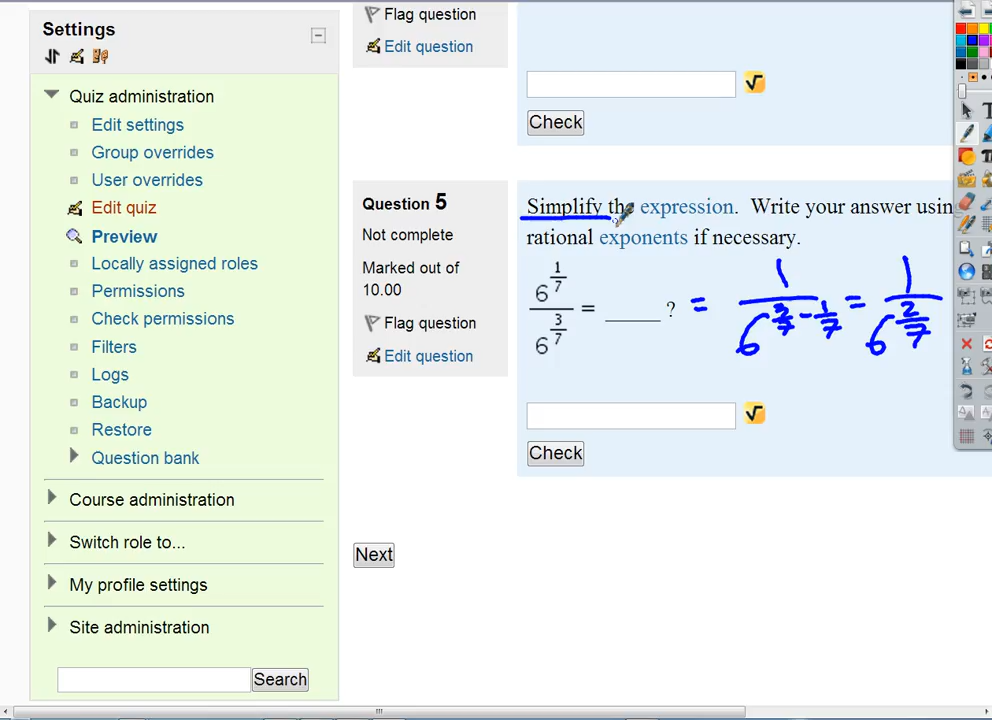 Settings
Quiz administration
Edit settings
Group overrides
User overrides
Edit quiz
Preview
Locally assigned roles
Permissions
Check permissions
Filters
Logs
Backup
Restore
Question bank
Course administration
Switch role to...
My profile settings
Site administration
Search
Flag question
Edit question
Check
Question 5
Not complete
Marked out of
10.00
Flag question
Edit question
Simplify the expression. Write your answer usin
rational exponents if necessary.
6^(1/7) / 6^(3/7) = _____ ? = 1 / 6^(3/7 - 1/7) = 1 / 6^(2/7)
Check
Next